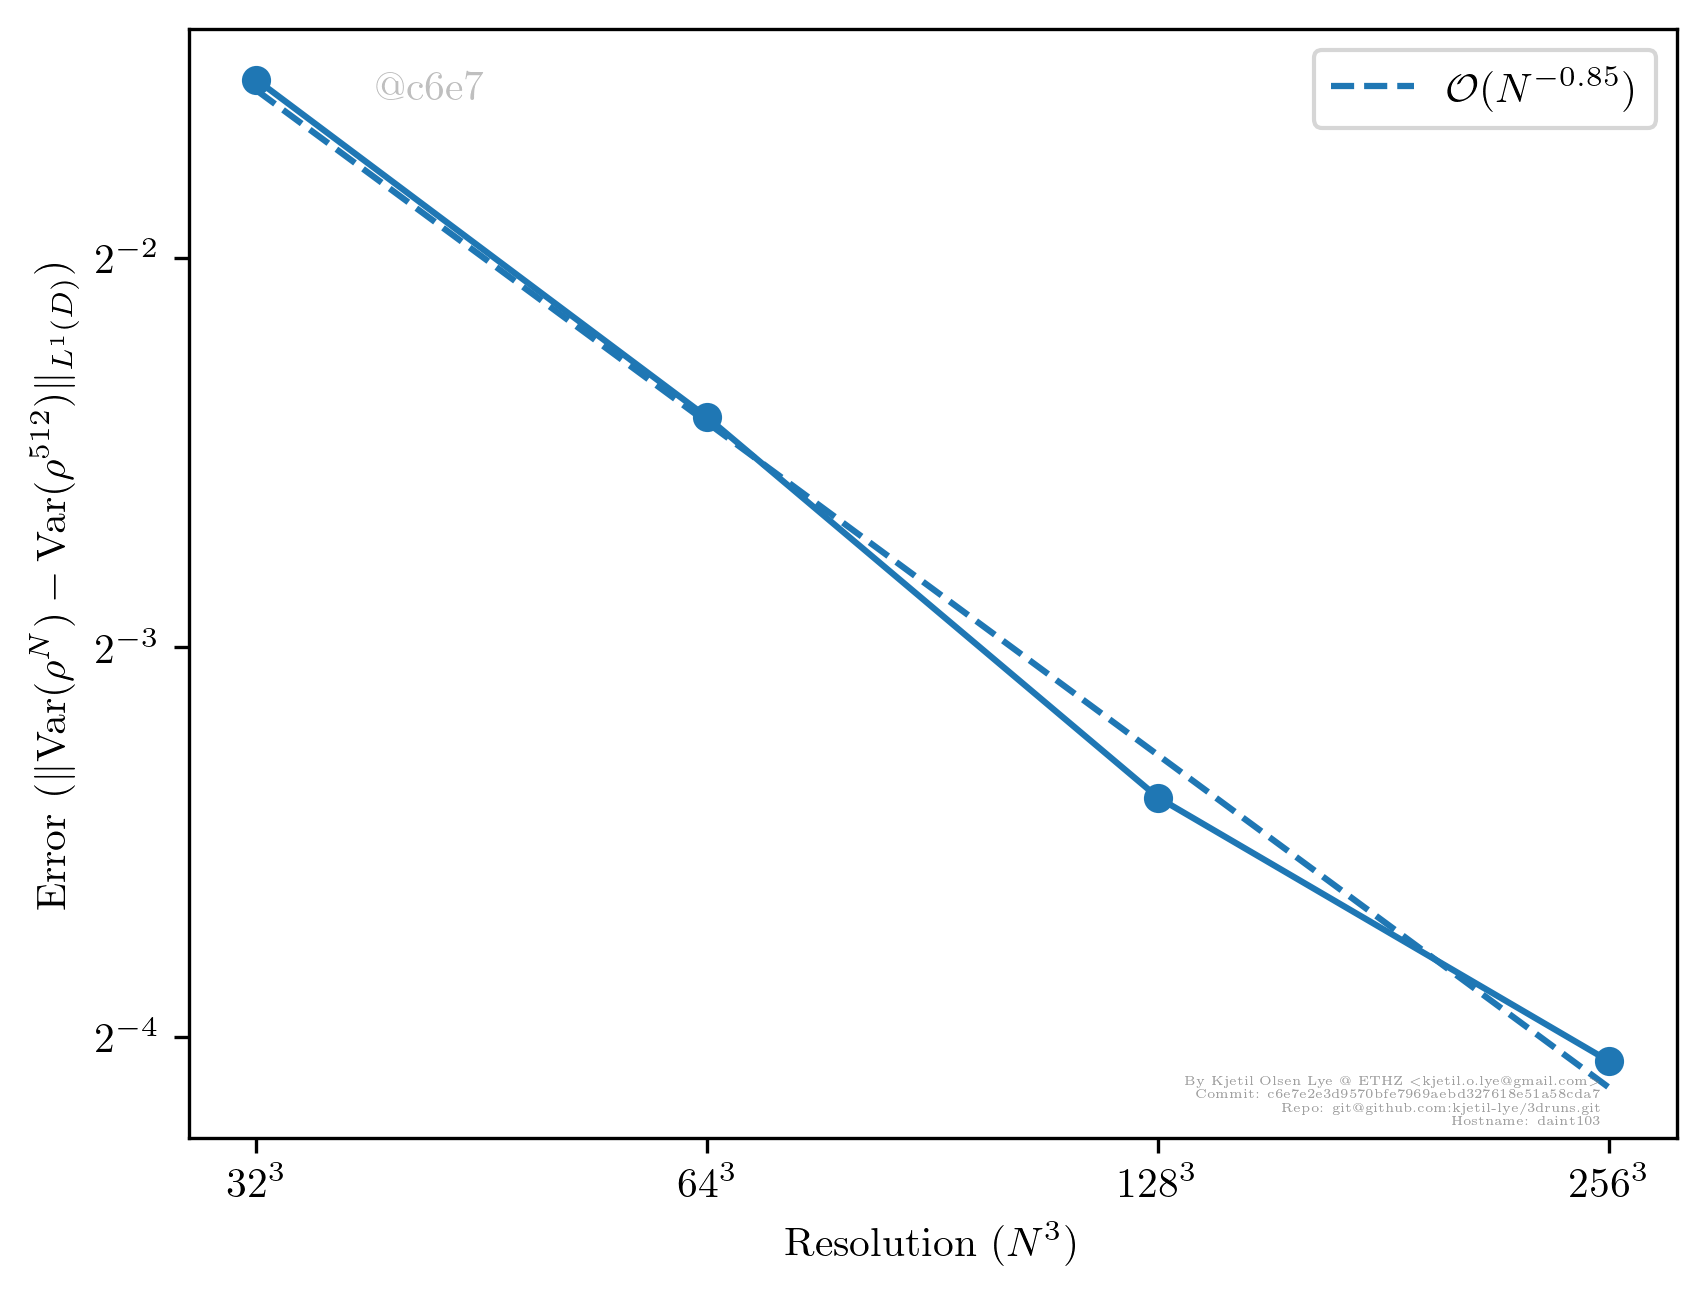 @c6e7
𝒪(N^{-0.85})
2^{-2}
2^{-3}
2^{-4}
Error (‖Var(ρ^N) − Var(ρ^{512})‖_{L^1(D)})
By Kjetil Olsen Lye @ ETHZ <kjetil.o.lye@gmail.com>
Commit: c6e7e2e3d9570bfe7969aebd327618e51a58cda7
Repo: git@github.com:kjetil-lye/3druns.git
Hostname: daint103
32^3 64^3 128^3 256^3
Resolution (N^3)